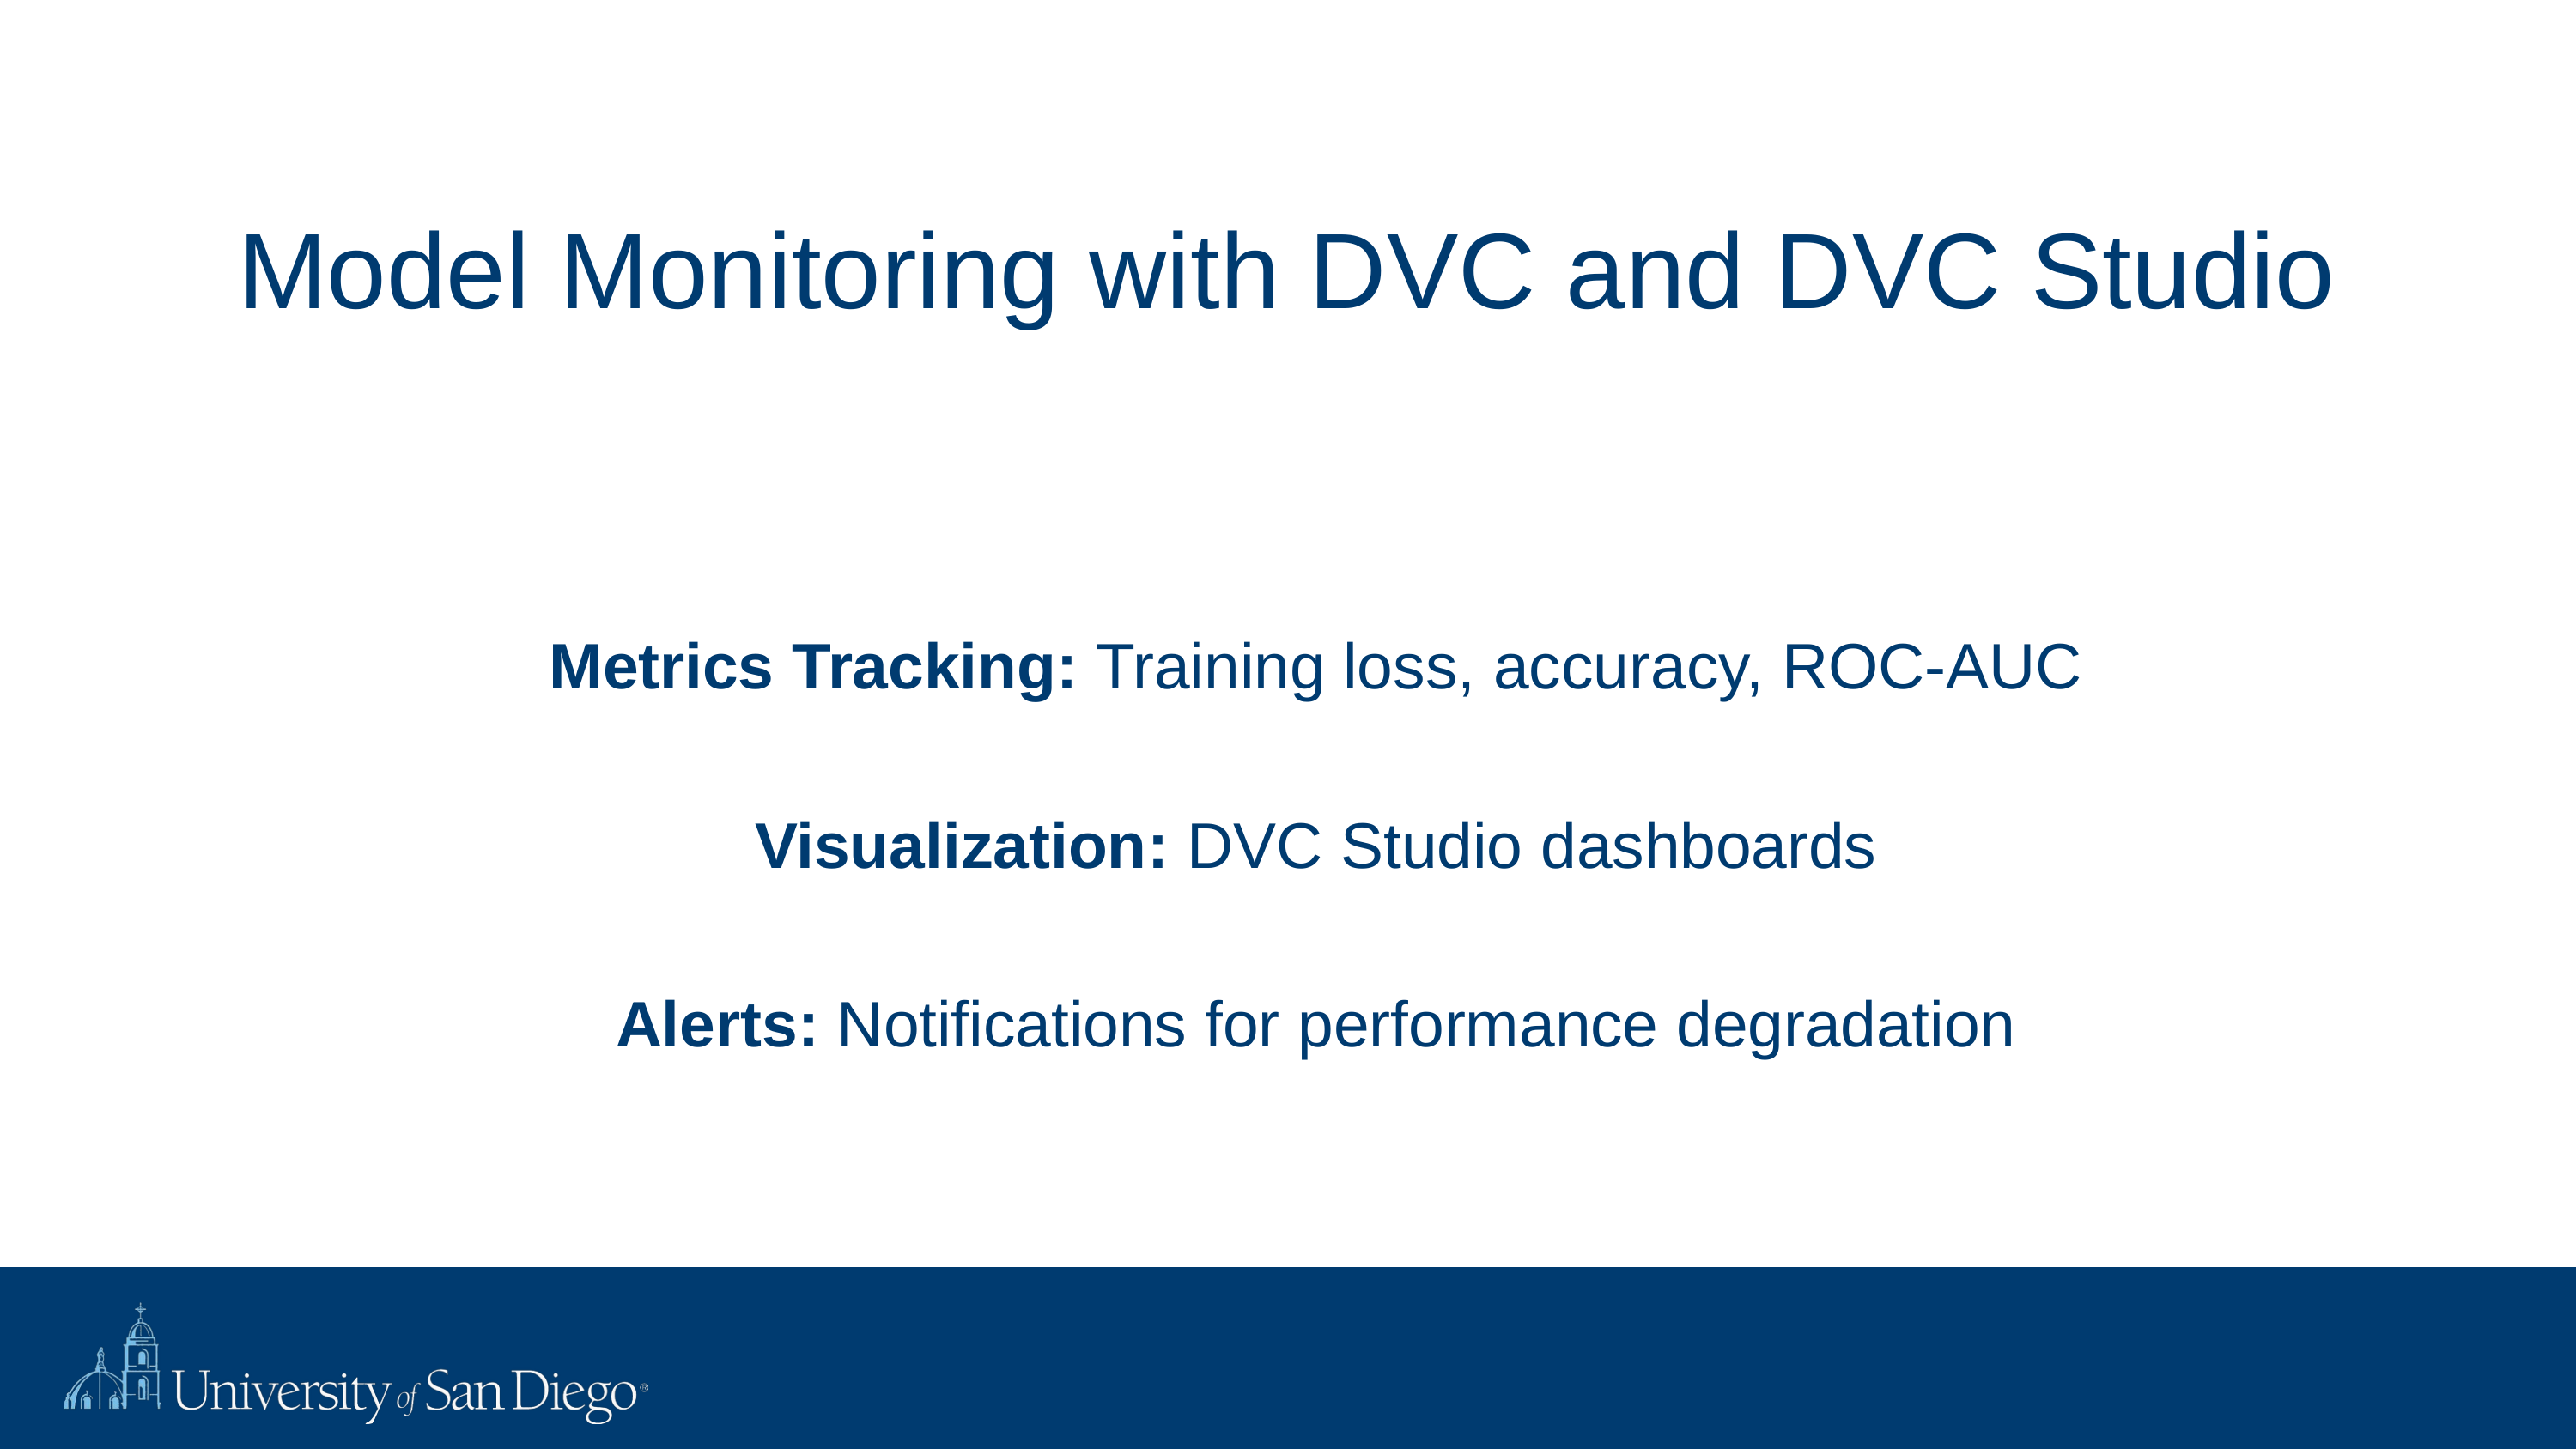 Model Monitoring with DVC and DVC Studio
Metrics Tracking: Training loss, accuracy, ROC-AUC
Visualization: DVC Studio dashboards
Alerts: Notifications for performance degradation
University of San Diego®